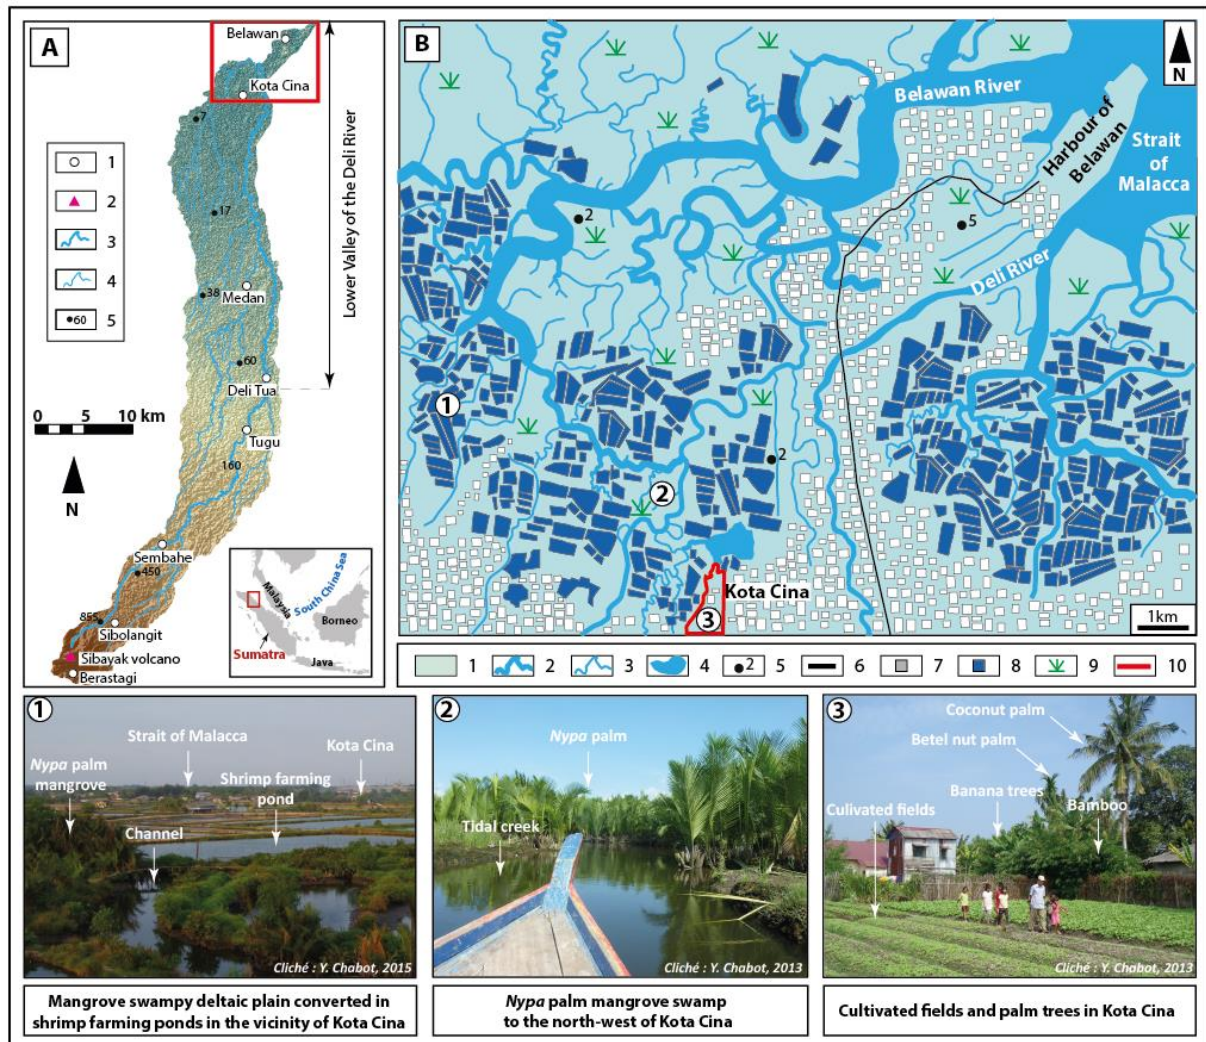 A
Belawan
Kota Cina
7
17
38
Medan
60
Deli Tua
Tugu
160
Sembahe
450
855
Sibolangit
Sibayak volcano
Berastagi
Lower Valley of the Deli River
1
2
3
4
60
5
0 5 10 km
N
Malaysia
South China Sea
Borneo
Sumatra
Java
B
N
Belawan River
Harbour of
Belawan
Strait
of
Malacca
2
5
Deli River
1
2
2
Kota Cina
3
1km
1 2 3 4 2 5 6 7 8 9 10
1
Strait of Malacca
Kota Cina
Nypa palm
mangrove
Shrimp farming
pond
Channel
Cliché : Y. Chabot, 2015
Mangrove swampy deltaic plain converted in
shrimp farming ponds in the vicinity of Kota Cina
2
Nypa palm
Tidal creek
Cliché : Y. Chabot, 2013
Nypa palm mangrove swamp
to the north-west of Kota Cina
3
Coconut palm
Betel nut palm
Banana trees
Bamboo
Culivated fields
Cliché : Y. Chabot, 2013
Cultivated fields and palm trees in Kota Cina